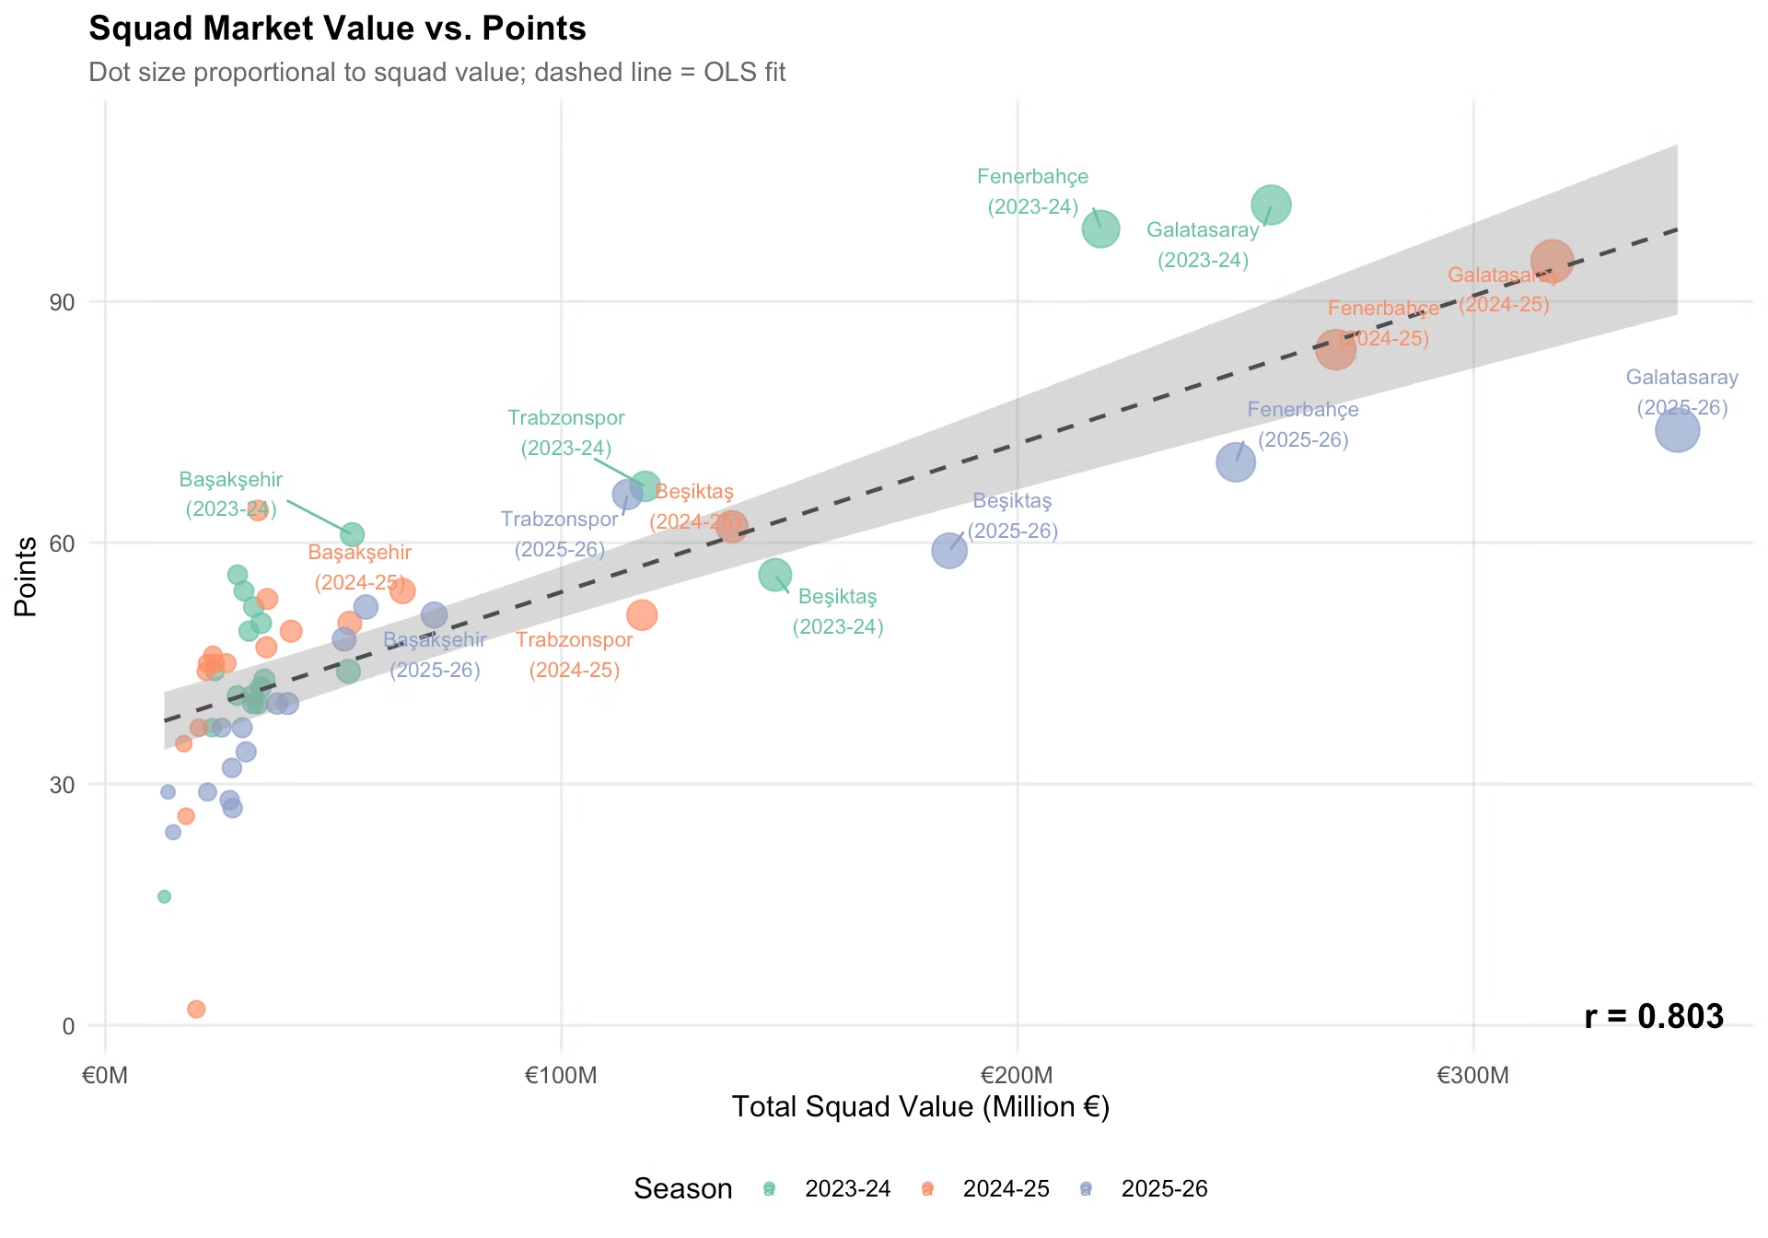 Squad Market Value vs. Points
Dot size proportional to squad value; dashed line = OLS fit
Fenerbahçe
(2023-24)
Galatasaray
(2023-24)
Galatasaray
(2024-25)
Fenerbahçe
(2024-25)
Galatasaray
(2025-26)
Fenerbahçe
(2025-26)
Trabzonspor
(2023-24)
Başakşehir
(2023-24)
Beşiktaş
(2024-25)
Trabzonspor
(2025-26)
Beşiktaş
(2025-26)
Başakşehir
(2024-25)
Beşiktaş
(2023-24)
Başakşehir
(2025-26)
Trabzonspor
(2024-25)
90
60
30
0
Points
r = 0.803
€0M
€100M
€200M
€300M
Total Squad Value (Million €)
Season
2023-24
2024-25
2025-26